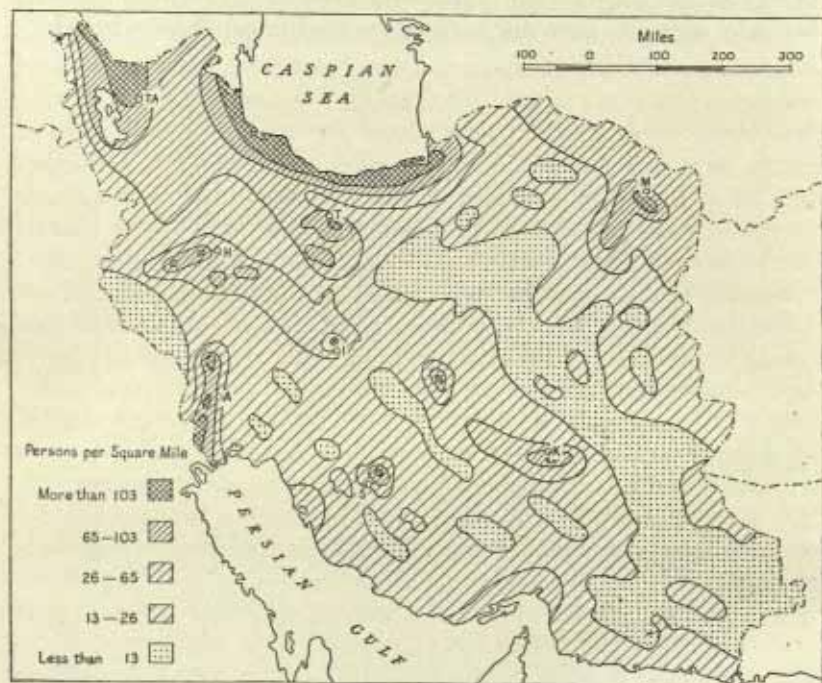 Miles
100 0 100 200 300
CASPIAN
SEA
TA
M
T
H
I
A
Y
K
S
Persons per Square Mile
More than 103
65—103
26—65
13—26
Less than 13
PERSIAN
GULF